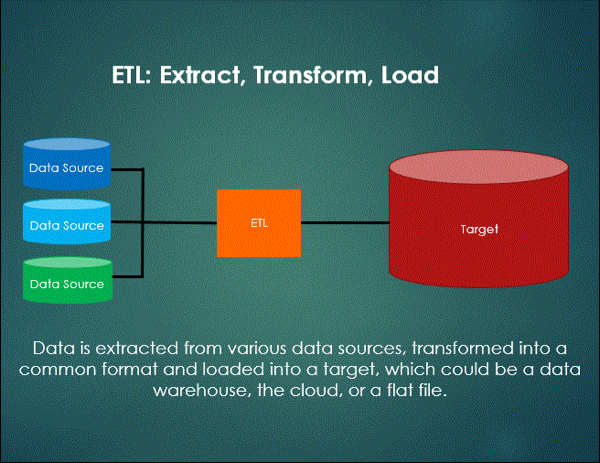 ETL: Extract, Transform, Load
Data Source
Data Source
Data Source
ETL
Target
Data is extracted from various data sources, transformed into a
common format and loaded into a target, which could be a data
warehouse, the cloud, or a flat file.